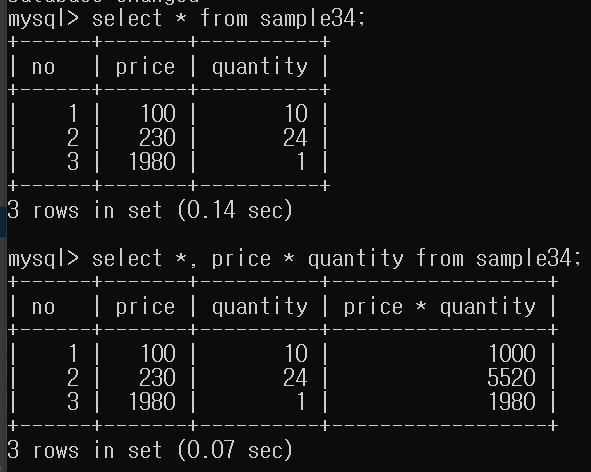 Database changed
mysql> select * from sample34;
+------+-------+----------+
| no   | price | quantity |
+------+-------+----------+
|    1 |   100 |       10 |
|    2 |   230 |       24 |
|    3 |  1980 |        1 |
+------+-------+----------+
3 rows in set (0.14 sec)
mysql> select *, price * quantity from sample34;
+------+-------+----------+------------------+
| no   | price | quantity | price * quantity |
+------+-------+----------+------------------+
|    1 |   100 |       10 |             1000 |
|    2 |   230 |       24 |             5520 |
|    3 |  1980 |        1 |             1980 |
+------+-------+----------+------------------+
3 rows in set (0.07 sec)